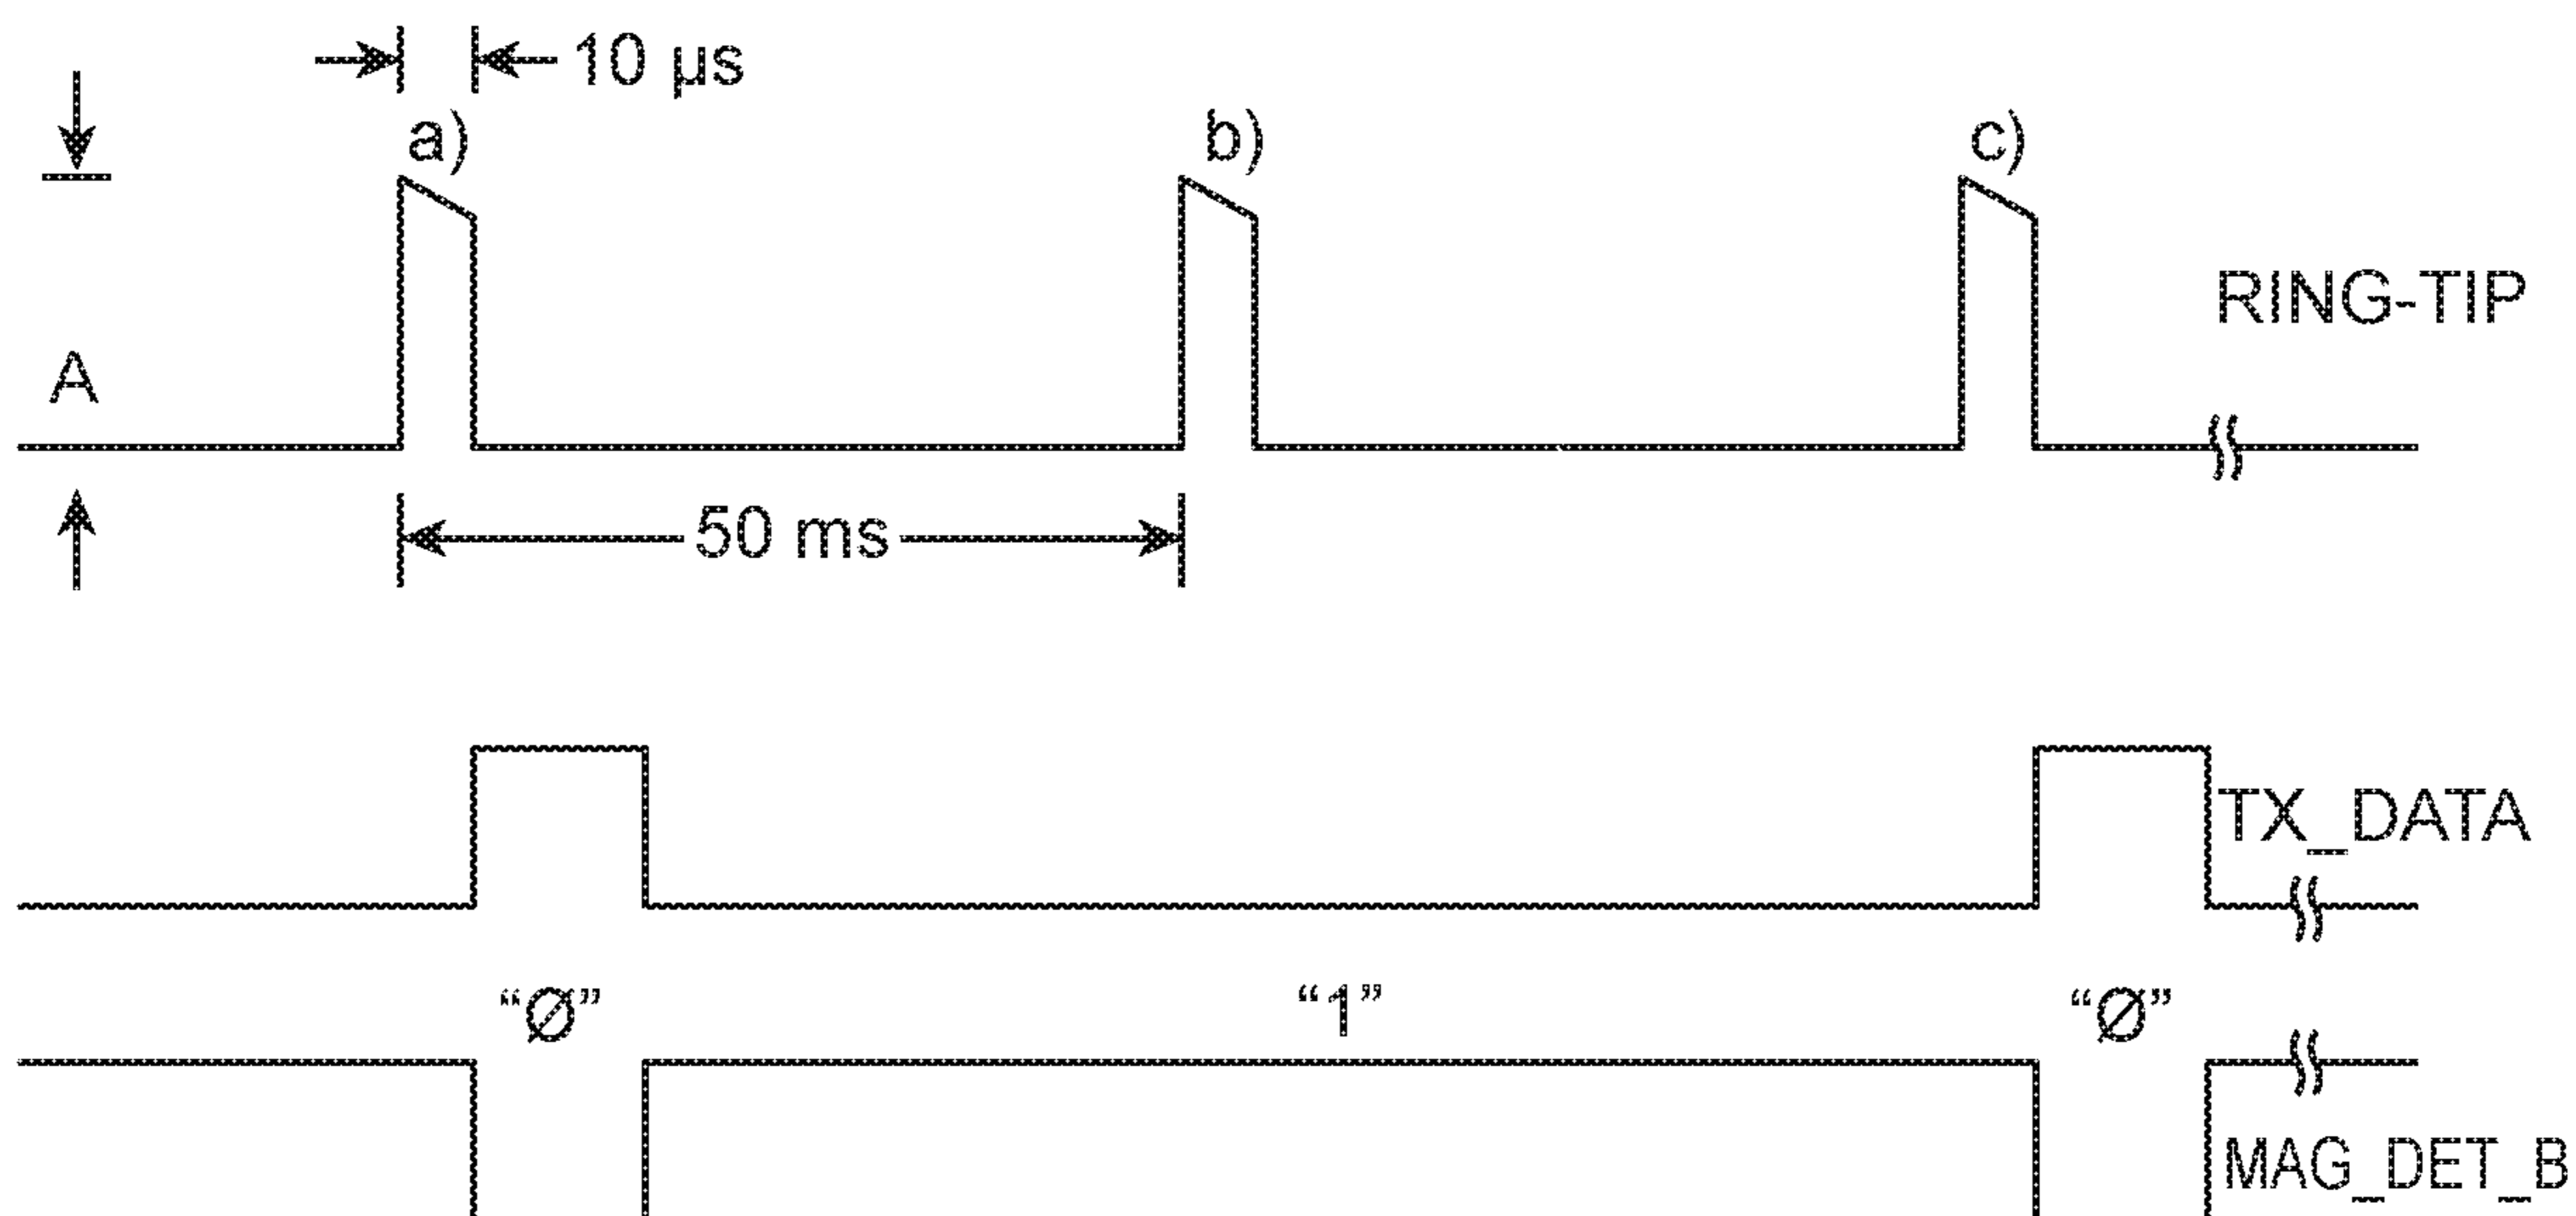 10 µs
a)
b)
c)
RING-TIP
A
50 ms
TX_DATA
“Ø”
“1”
“Ø”
MAG_DET_B